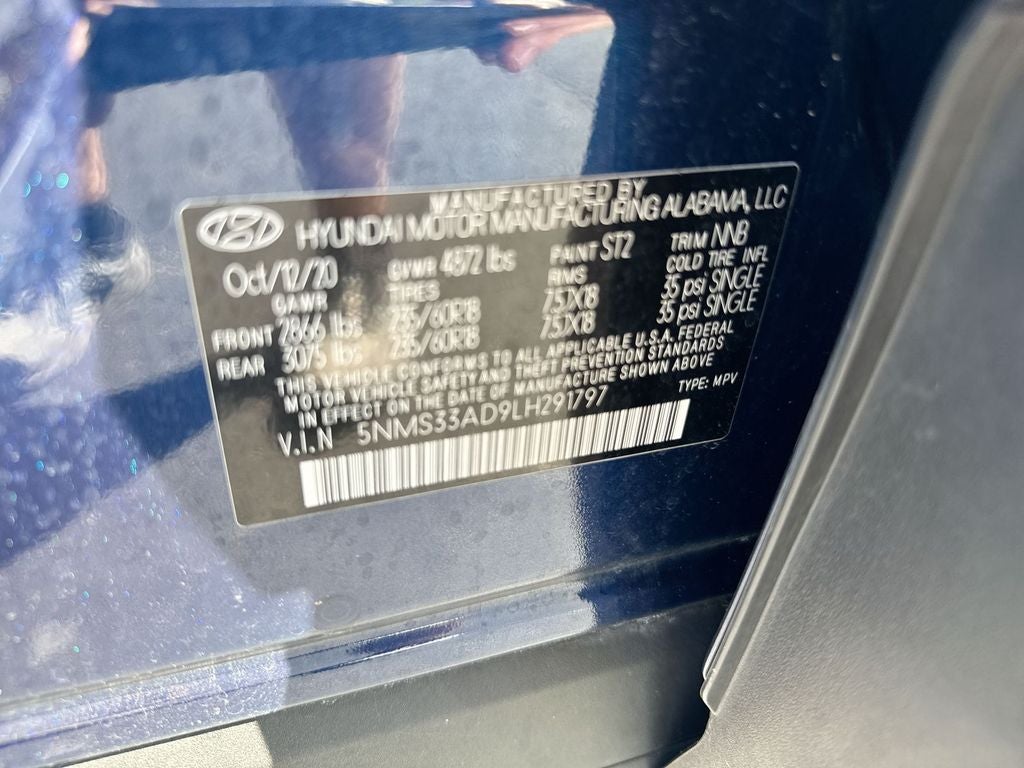 MANUFACTURED BY
HYUNDAI MOTOR MANUFACTURING ALABAMA, LLC
Oct/12/20 GVWR 4872 lbs PAINT ST2 TRIM NNB
GAWR TIRES RIMS COLD TIRE INFL
FRONT 2866 lbs 235/60R18 7.5JX18 35 psi SINGLE
REAR 3075 lbs 235/60R18 7.5JX18 35 psi SINGLE
THIS VEHICLE CONFORMS TO ALL APPLICABLE U.S.A. FEDERAL
MOTOR VEHICLE SAFETY AND THEFT PREVENTION STANDARDS
IN EFFECT ON THE DATE OF MANUFACTURE SHOWN ABOVE
V.I.N 5NMS33AD9LH291797 TYPE: MPV